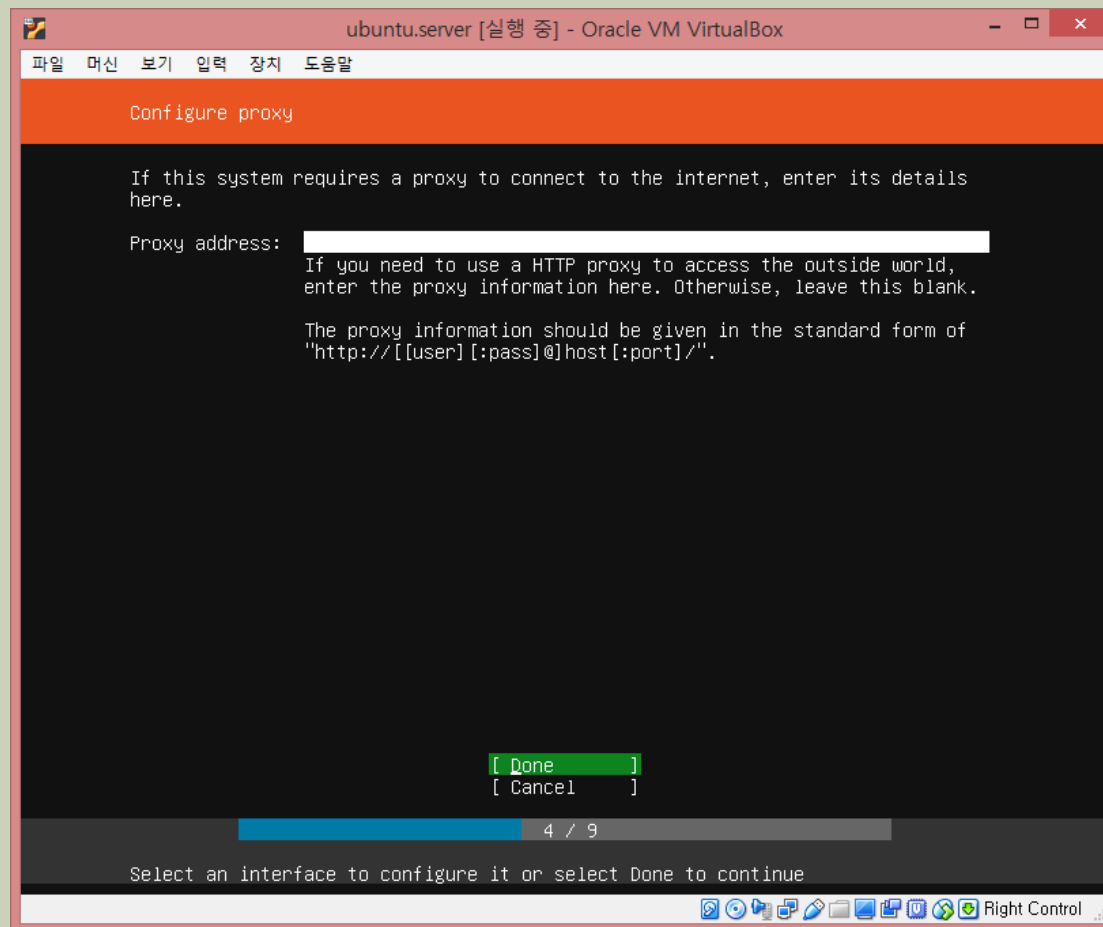 ubuntu.server [실행 중] - Oracle VM VirtualBox
파일 머신 보기 입력 장치 도움말
Configure proxy
If this system requires a proxy to connect to the internet, enter its details
here.
Proxy address:
If you need to use a HTTP proxy to access the outside world,
enter the proxy information here. Otherwise, leave this blank.
The proxy information should be given in the standard form of
"http://[[user][:pass]@]host[:port]/".
[ Done ]
[ Cancel ]
4 / 9
Select an interface to configure it or select Done to continue
Right Control